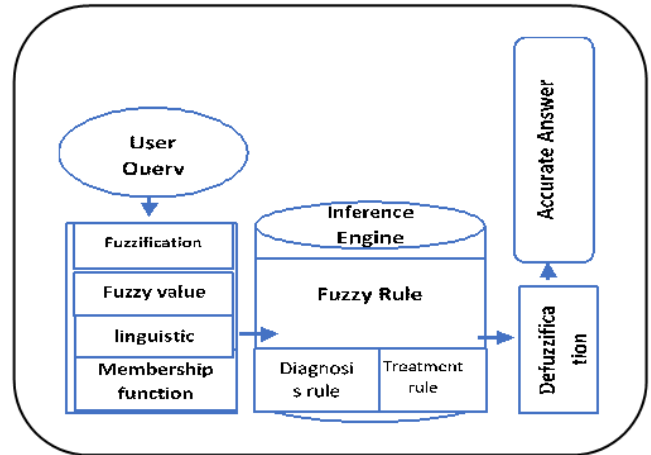 User
Query
Fuzzification
Fuzzy value
linguistic
Membership
function
Inference
Engine
Fuzzy Rule
Diagnosi
s rule
Treatment
rule
Defuzzifica
tion
Accurate Answer